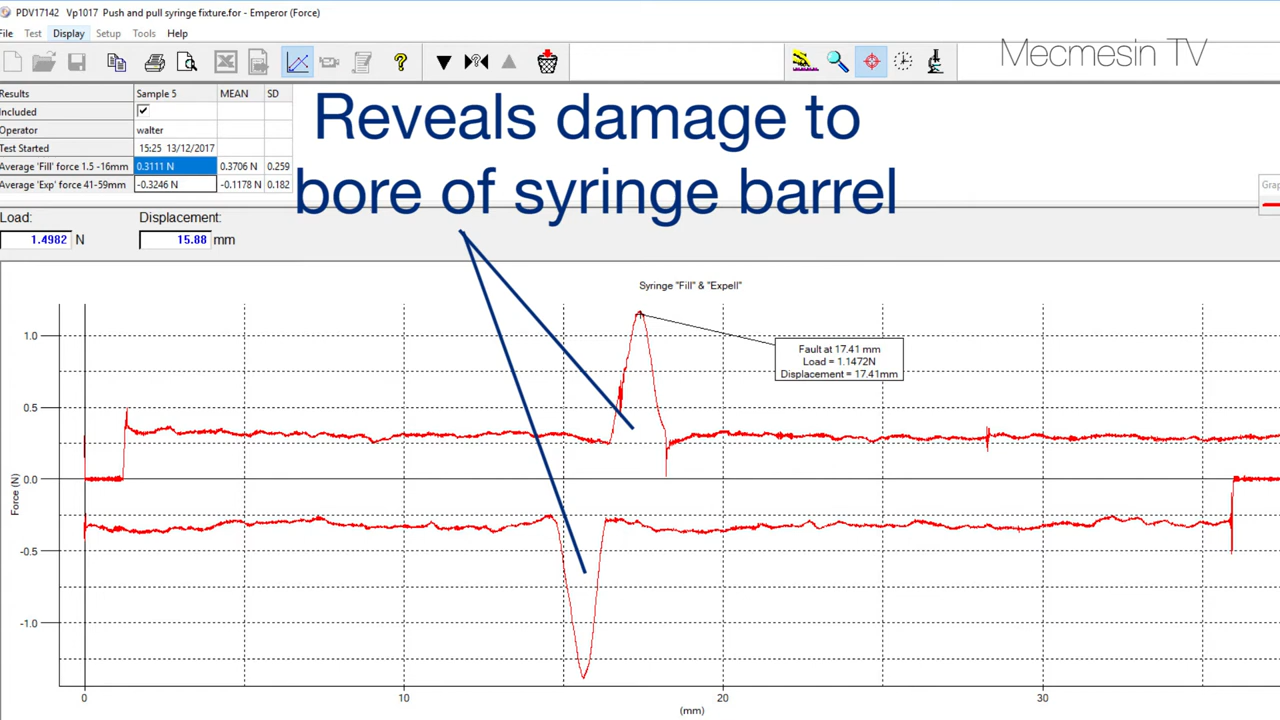 PDV17142 Vp1017 Push and pull syringe fixture.for - Emperor (Force)
File Test Display Setup Tools Help
Mecmesin TV
Results Sample 5 MEAN SD
Included
Operator walter
Test Started 15:25 13/12/2017
Average 'Fill' force 1.5 -16mm 0.3111 N 0.3706 N 0.259
Average 'Exp' force 41-59mm -0.3246 N -0.1178 N 0.182
Reveals damage to
bore of syringe barrel
Load: Displacement:
1.4982 N 15.88 mm
Syringe "Fill" & "Expell"
Fault at 17.41 mm
Load = 1.1472N
Displacement = 17.41mm
1.0
0.5
0.0
-0.5
-1.0
Force (N)
0 10 20 30
(mm)